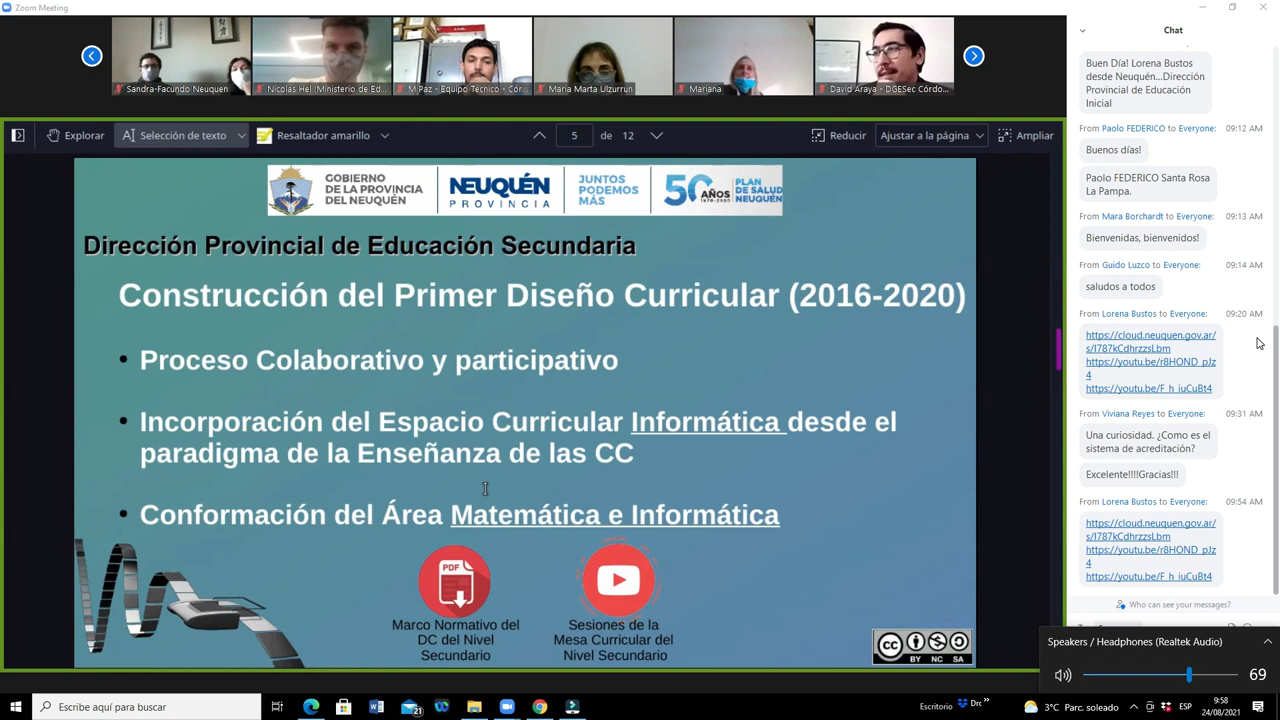 Zoom Meeting
Sandra-Facundo Neuquen
Nicolás Hel (Ministerio de Ed...
M Paz - Equipo Técnico - Cór...
Maria Marta Ulzurrun
Mariana
David Araya - DGESec Córdo...
Explorar
Selección de texto
Resaltador amarillo
5
de 12
Reducir
Ajustar a la página
Ampliar
GOBIERNO
DE LA PROVINCIA
DEL NEUQUÉN
NEUQUÉN
PROVINCIA
JUNTOS
PODEMOS
MÁS
50 AÑOS
1970-2020
PLAN
DE SALUD
NEUQUÉN
Dirección Provincial de Educación Secundaria
Construcción del Primer Diseño Curricular (2016-2020)
• Proceso Colaborativo y participativo
• Incorporación del Espacio Curricular Informática desde el
paradigma de la Enseñanza de las CC
• Conformación del Área Matemática e Informática
PDF
Marco Normativo del
DC del Nivel
Secundario
Sesiones de la
Mesa Curricular del
Nivel Secundario
cc
BY NC SA
Chat
Buen Día! Lorena Bustos
desde Neuquén...Dirección
Provincial de Educación
Inicial
From Paolo FEDERICO to Everyone: 09:12 AM
Buenos días!
Paolo FEDERICO Santa Rosa
La Pampa.
From Mara Borchardt to Everyone: 09:13 AM
Bienvenidas, bienvenidos!
From Guido Luzco to Everyone: 09:14 AM
saludos a todos
From Lorena Bustos to Everyone: 09:20 AM
https://cloud.neuquen.gov.ar/
s/I787kCdhrzzsLbm
https://youtu.be/r8HOND_pJz
4
https://youtu.be/F_h_iuCuBt4
From Viviana Reyes to Everyone: 09:31 AM
Una curiosidad. ¿Como es el
sistema de acreditación?
Excelente!!!!Gracias!!!
From Lorena Bustos to Everyone: 09:54 AM
https://cloud.neuquen.gov.ar/
s/I787kCdhrzzsLbm
https://youtu.be/r8HOND_pJz
4
https://youtu.be/F_h_iuCuBt4
Who can see your messages?
Speakers / Headphones (Realtek Audio)
69
Escribe aquí para buscar
21
Escritorio
3°C Parc. soleado
ESP
9:58
24/08/2021